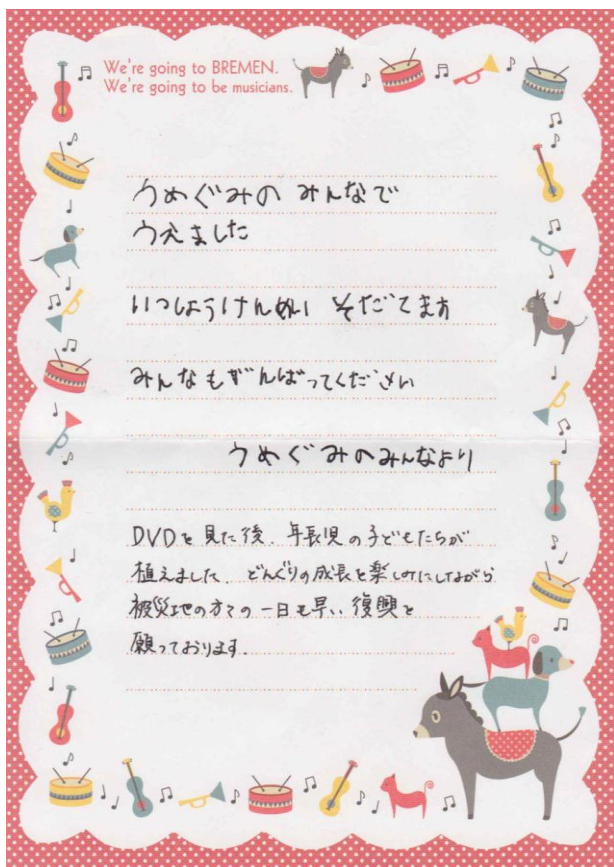 We're going to BREMEN.
We're going to be musicians.
うめぐみの みんなで
うえました
いっしょうけんめい そだててます
みんなもがんばってください
うめぐみのみんなより
DVDを見た後、年長児の子どもたちが
植えました。どんぐりの成長を楽しみにしながら
被災地の方々の一日も早い復興を
願っております。